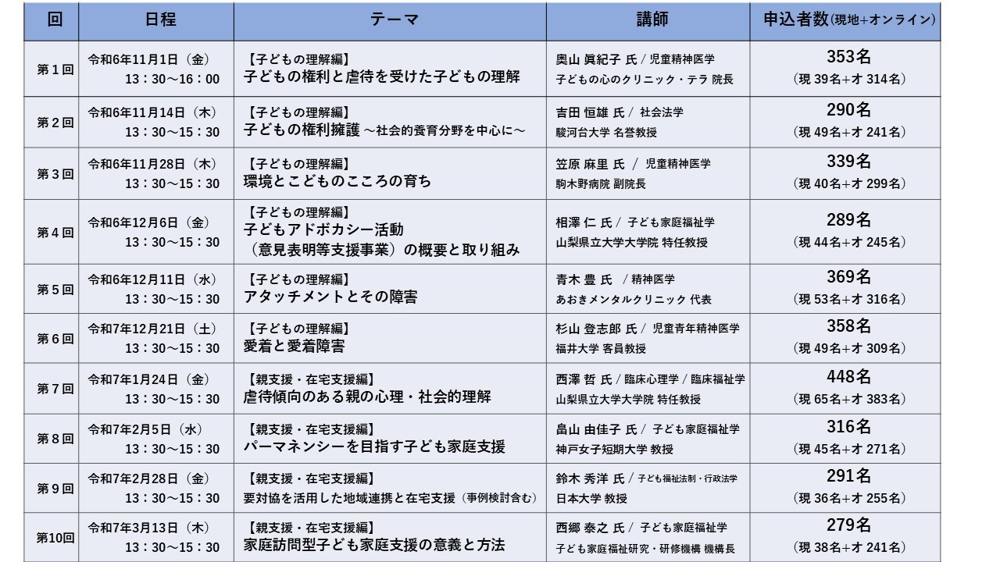 回 日程 テーマ 講師 申込者数(現地+オンライン)
第1回
令和6年11月1日（金）
13：30～16：00
【子どもの理解編】
子どもの権利と虐待を受けた子どもの理解
奥山 眞紀子 氏 / 児童精神医学
子どもの心のクリニック・テラ 院長
353名
（現 39名+オ 314名）
第2回
令和6年11月14日（木）
13：30～15：30
【子どもの理解編】
子どもの権利擁護 ～社会的養育分野を中心に～
吉田 恒雄 氏 / 社会法学
駿河台大学 名誉教授
290名
（現 49名+オ 241名）
第3回
令和6年11月28日（木）
13：30～15：30
【子どもの理解編】
環境とこどものこころの育ち
笠原 麻里 氏 / 児童精神医学
駒木野病院 副院長
339名
（現 40名+オ 299名）
第4回
令和6年12月6日（金）
13：30～15：30
【子どもの理解編】
子どもアドボカシー活動
（意見表明等支援事業）の概要と取り組み
相澤 仁 氏 / 子ども家庭福祉学
山梨県立大学大学院 特任教授
289名
（現 44名+オ 245名）
第5回
令和6年12月11日（水）
13：30～15：30
【子どもの理解編】
アタッチメントとその障害
青木 豊 氏 / 精神医学
あおきメンタルクリニック 代表
369名
（現 53名+オ 316名）
第6回
令和7年12月21日（土）
13：30～15：30
【子どもの理解編】
愛着と愛着障害
杉山 登志郎 氏 / 児童青年精神医学
福井大学 客員教授
358名
（現 49名+オ 309名）
第7回
令和7年1月24日（金）
13：30～15：30
【親支援・在宅支援編】
虐待傾向のある親の心理・社会的理解
西澤 哲 氏 / 臨床心理学 / 臨床福祉学
山梨県立大学大学院 特任教授
448名
（現 65名+オ 383名）
第8回
令和7年2月5日（水）
13：30～15：30
【親支援・在宅支援編】
パーマネンシーを目指す子ども家庭支援
畠山 由佳子 氏 / 子ども家庭福祉学
神戸女子短期大学 教授
316名
（現 45名+オ 271名）
第9回
令和7年2月28日（金）
13：30～15：30
【親支援・在宅支援編】
要対協を活用した地域連携と在宅支援（事例検討含む）
鈴木 秀洋 氏 / 子ども福祉法制・行政法学
日本大学 教授
291名
（現 36名+オ 255名）
第10回
令和7年3月13日（木）
13：30～15：30
【親支援・在宅支援編】
家庭訪問型子ども家庭支援の意義と方法
西郷 泰之 氏 / 子ども家庭福祉学
子ども家庭福祉研究・研修機構 機構長
279名
（現 38名+オ 241名）